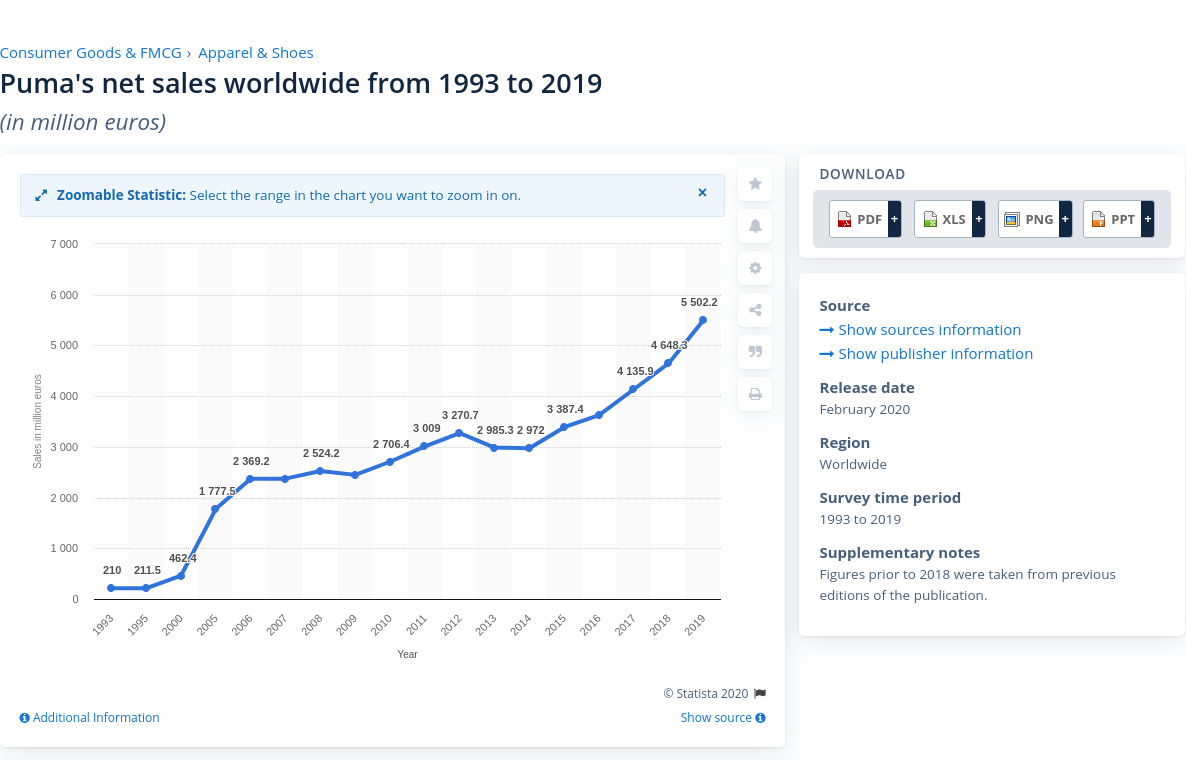 Consumer Goods & FMCG › Apparel & Shoes
Puma's net sales worldwide from 1993 to 2019
(in million euros)
Zoomable Statistic: Select the range in the chart you want to zoom in on.
×
7 000
6 000
5 000
4 000
3 000
2 000
1 000
0
Sales in million euros
210
211.5
462.4
1 777.5
2 369.2
2 524.2
2 706.4
3 009
3 270.7
2 985.3
2 972
3 387.4
4 135.9
4 648.3
5 502.2
1993
1995
2000
2005
2006
2007
2008
2009
2010
2011
2012
2013
2014
2015
2016
2017
2018
2019
Year
© Statista 2020
Additional Information
Show source
DOWNLOAD
PDF + XLS + PNG + PPT +
Source
Show sources information
Show publisher information
Release date
February 2020
Region
Worldwide
Survey time period
1993 to 2019
Supplementary notes
Figures prior to 2018 were taken from previous
editions of the publication.